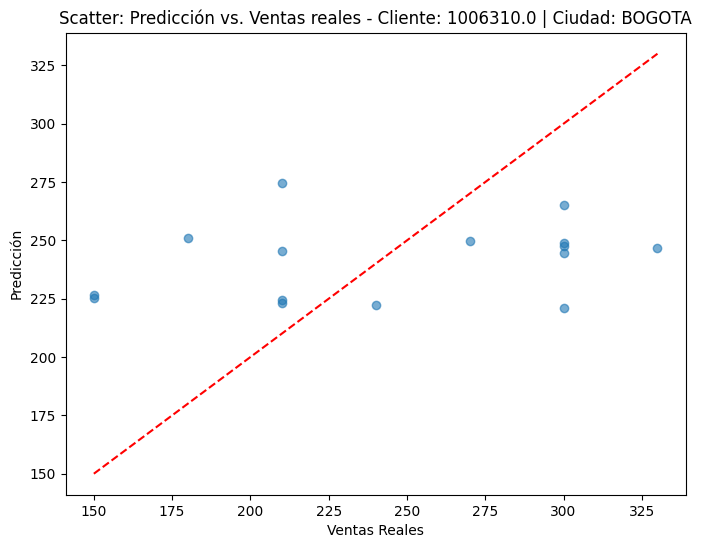 Scatter: Predicción vs. Ventas reales - Cliente: 1006310.0 | Ciudad: BOGOTA
325
300
275
250
225
200
175
150
Predicción
150 175 200 225 250 275 300 325
Ventas Reales